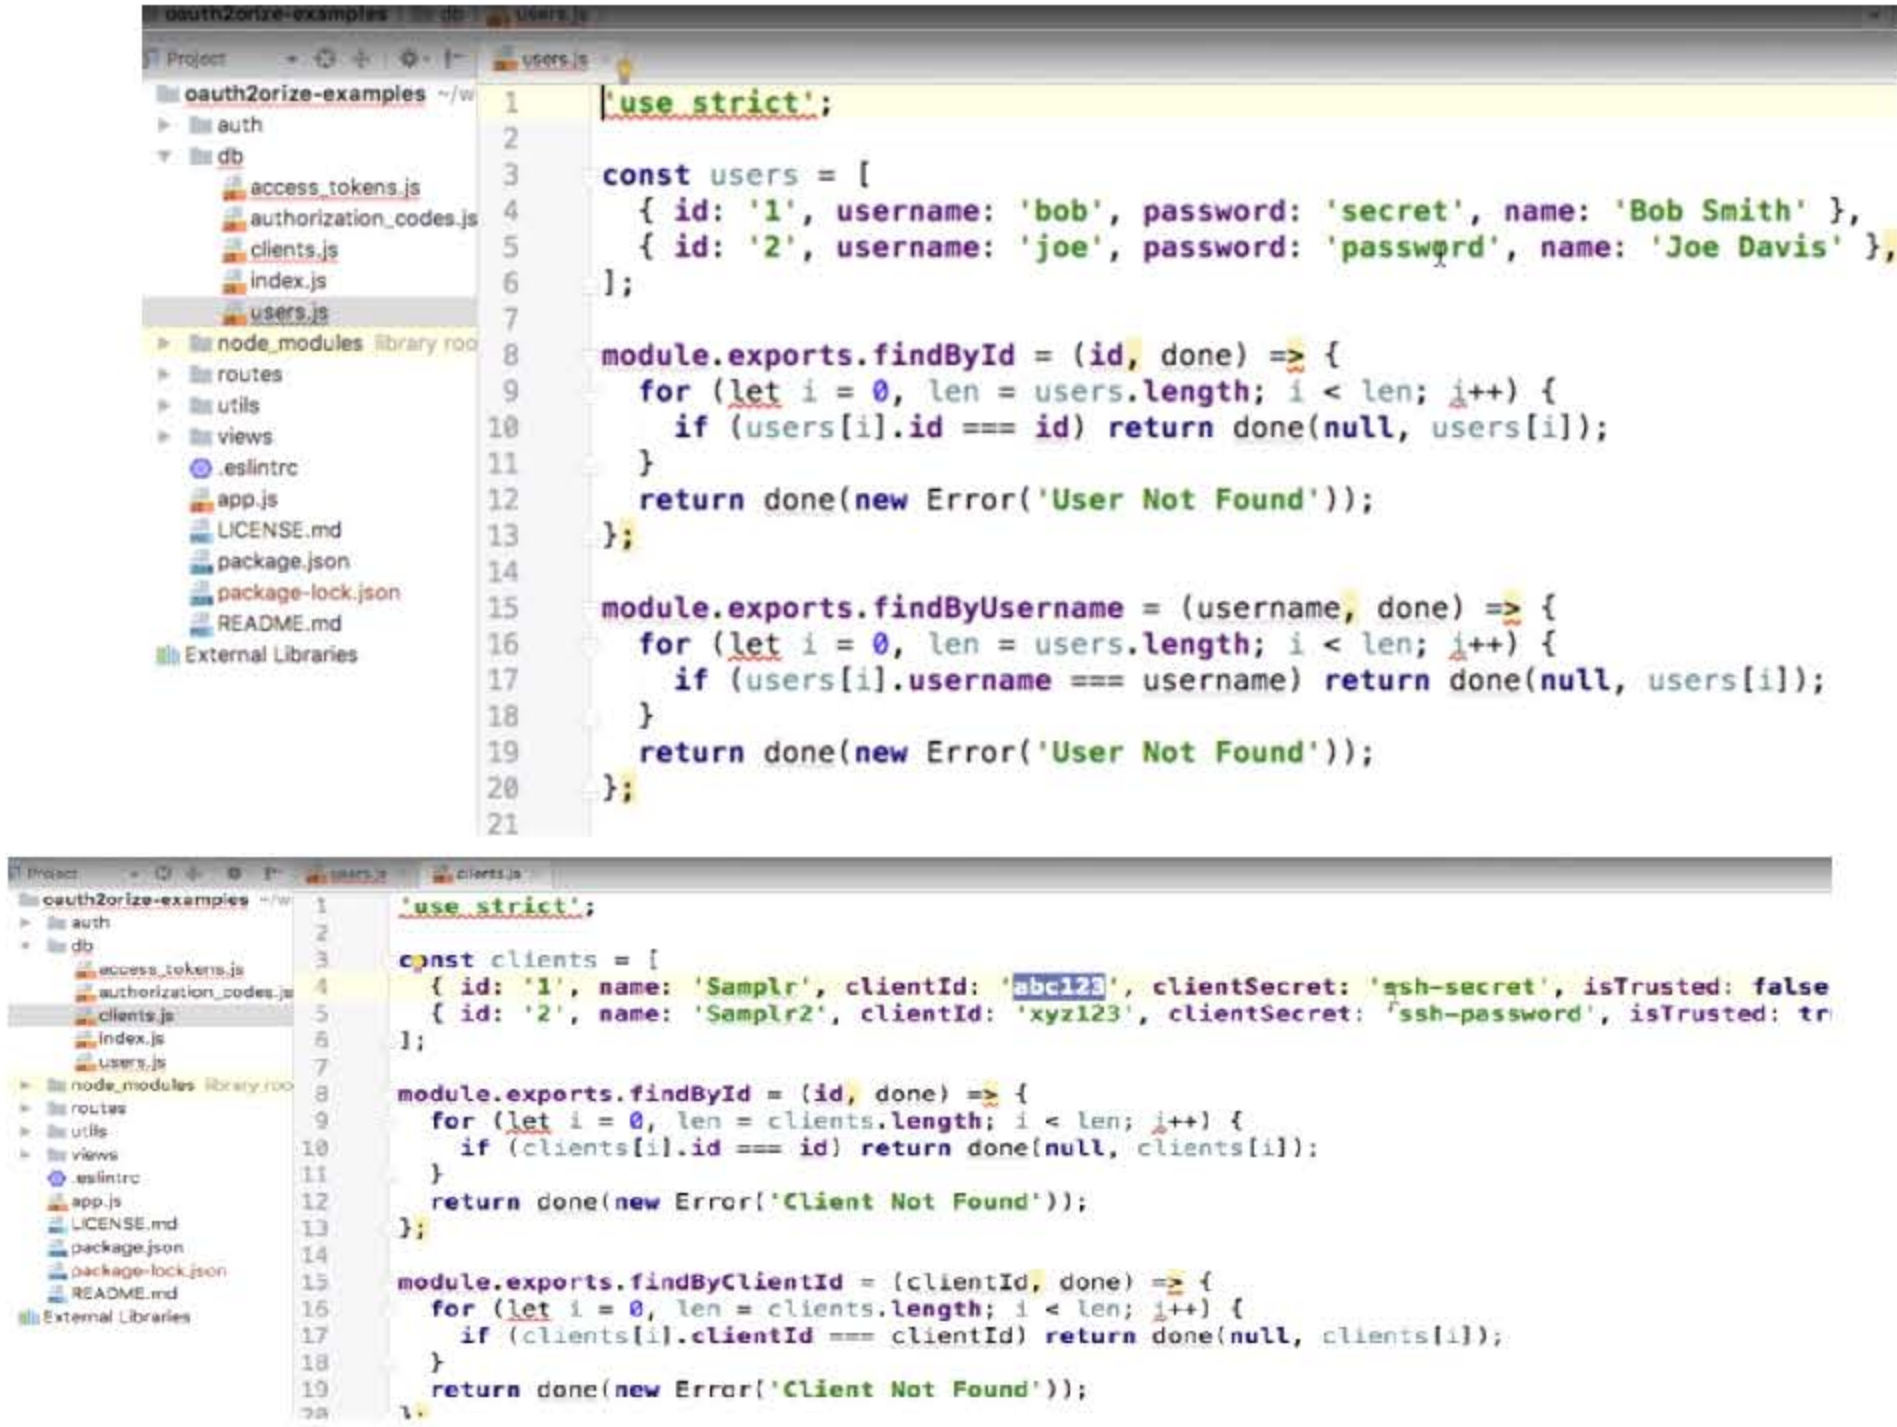 oauth2orize-examples db users.js
Project users.js
oauth2orize-examples ~/w
auth
db
access_tokens.js
authorization_codes.js
clients.js
index.js
users.js
node_modules library roo
routes
utils
views
.eslintrc
app.js
LICENSE.md
package.json
package-lock.json
README.md
External Libraries
1 'use strict';
2
3 const users = [
4 { id: '1', username: 'bob', password: 'secret', name: 'Bob Smith' },
5 { id: '2', username: 'joe', password: 'password', name: 'Joe Davis' },
6 ];
7
8 module.exports.findById = (id, done) => {
9 for (let i = 0, len = users.length; i < len; i++) {
10 if (users[i].id === id) return done(null, users[i]);
11 }
12 return done(new Error('User Not Found'));
13 };
14
15 module.exports.findByUsername = (username, done) => {
16 for (let i = 0, len = users.length; i < len; i++) {
17 if (users[i].username === username) return done(null, users[i]);
18 }
19 return done(new Error('User Not Found'));
20 };
21
Project users.js clients.js
oauth2orize-examples ~/w
auth
db
access_tokens.js
authorization_codes.js
clients.js
index.js
users.js
node_modules library roo
routes
utils
views
.eslintrc
app.js
LICENSE.md
package.json
package-lock.json
README.md
External Libraries
1 'use strict';
2
3 const clients = [
4 { id: '1', name: 'Samplr', clientId: 'abc123', clientSecret: 'ssh-secret', isTrusted: false
5 { id: '2', name: 'Samplr2', clientId: 'xyz123', clientSecret: 'ssh-password', isTrusted: tr
6 ];
7
8 module.exports.findById = (id, done) => {
9 for (let i = 0, len = clients.length; i < len; i++) {
10 if (clients[i].id === id) return done(null, clients[i]);
11 }
12 return done(new Error('Client Not Found'));
13 };
14
15 module.exports.findByClientId = (clientId, done) => {
16 for (let i = 0, len = clients.length; i < len; i++) {
17 if (clients[i].clientId === clientId) return done(null, clients[i]);
18 }
19 return done(new Error('Client Not Found'));
20 };